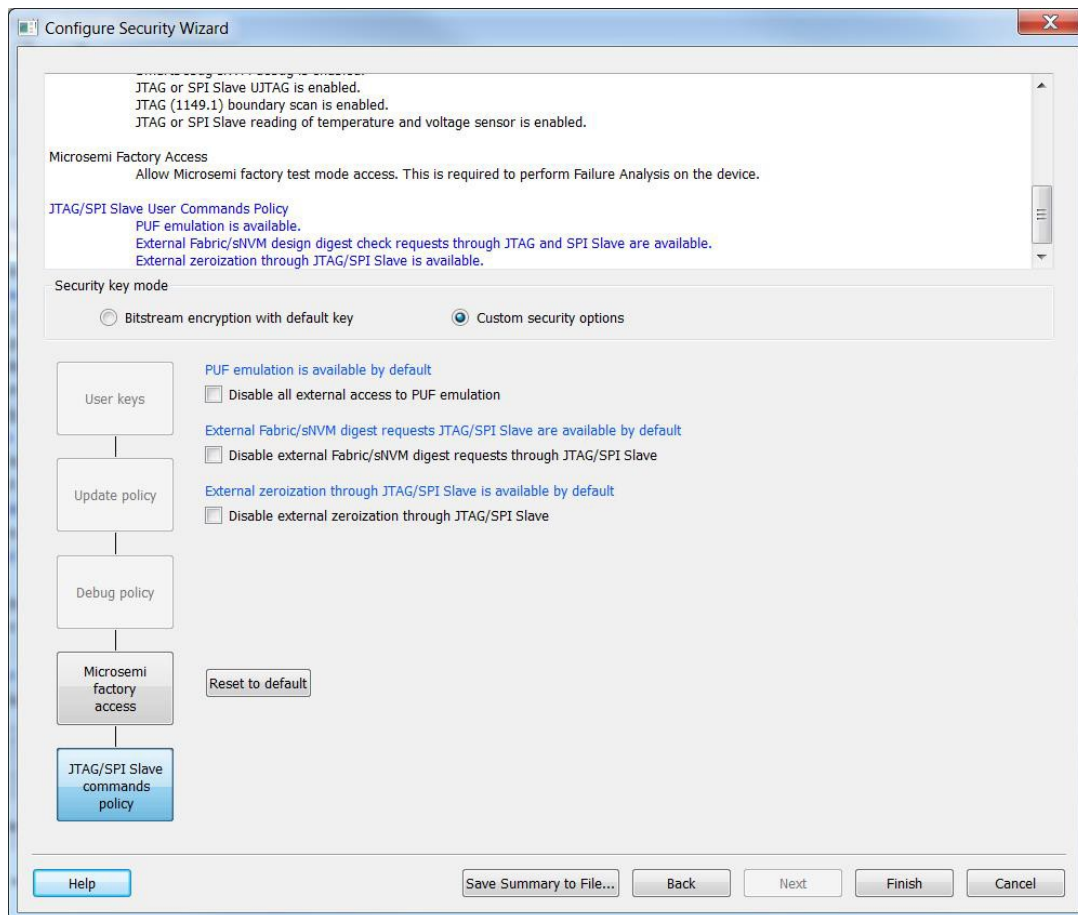 Configure Security Wizard
JTAG or SPI Slave UJTAG is enabled.
JTAG (1149.1) boundary scan is enabled.
JTAG or SPI Slave reading of temperature and voltage sensor is enabled.
Microsemi Factory Access
Allow Microsemi factory test mode access. This is required to perform Failure Analysis on the device.
JTAG/SPI Slave User Commands Policy
PUF emulation is available.
External Fabric/sNVM design digest check requests through JTAG and SPI Slave are available.
External zeroization through JTAG/SPI Slave is available.
Security key mode
Bitstream encryption with default key
Custom security options
User keys
PUF emulation is available by default
Disable all external access to PUF emulation
External Fabric/sNVM digest requests JTAG/SPI Slave are available by default
Disable external Fabric/sNVM digest requests through JTAG/SPI Slave
Update policy
External zeroization through JTAG/SPI Slave is available by default
Disable external zeroization through JTAG/SPI Slave
Debug policy
Microsemi
factory
access
Reset to default
JTAG/SPI Slave
commands
policy
Help
Save Summary to File...
Back
Next
Finish
Cancel